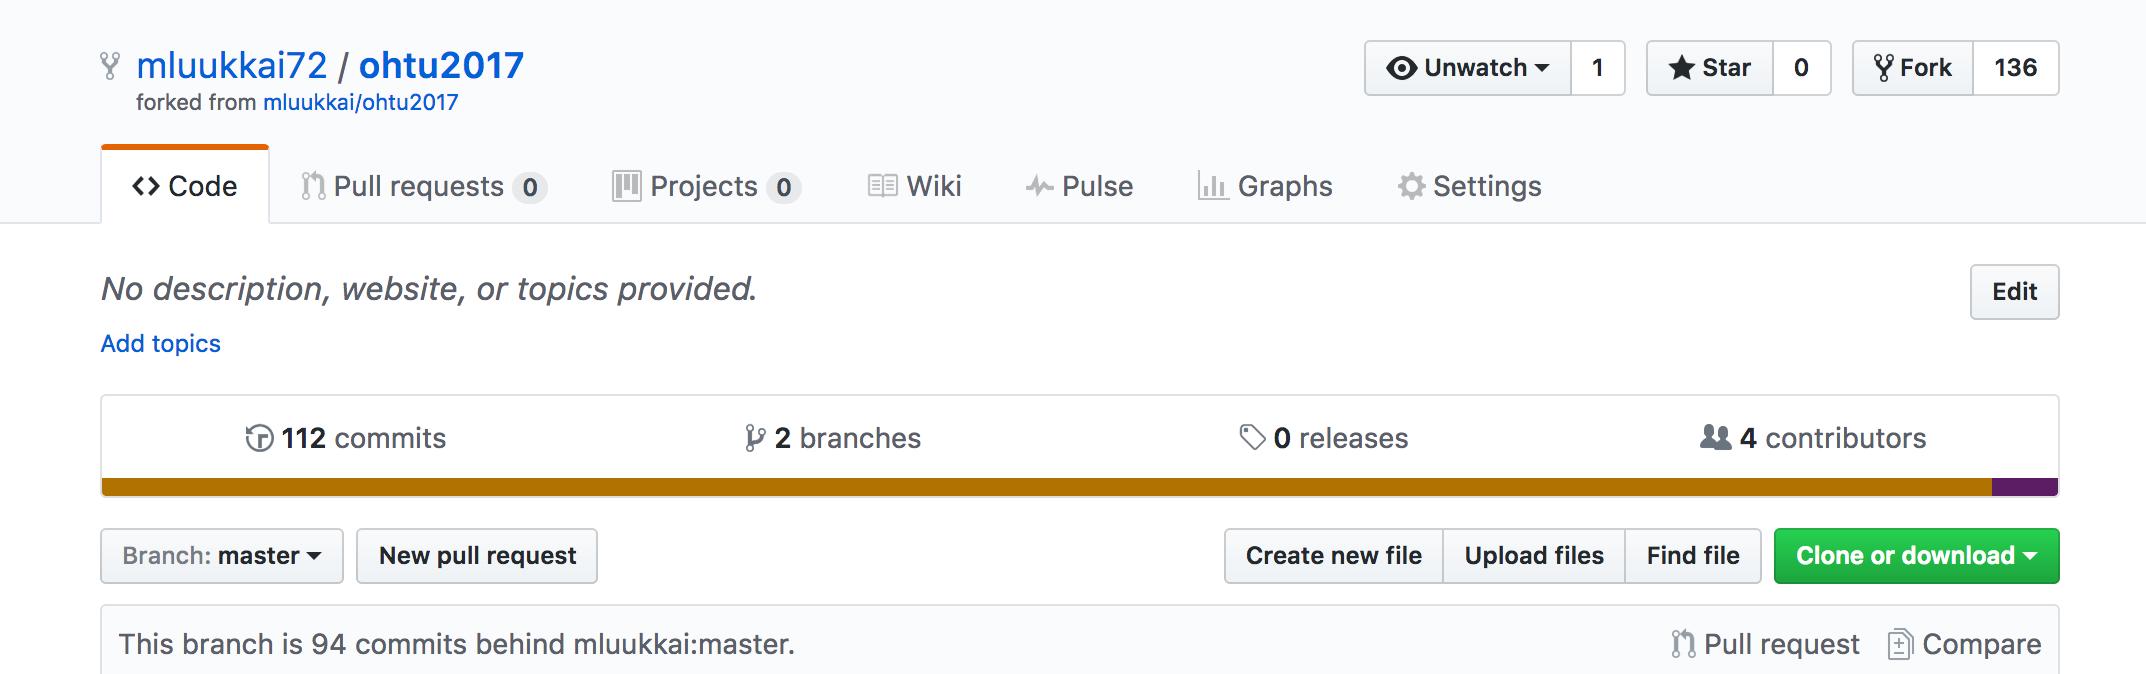 mluukkai72 / ohtu2017 Unwatch 1 Star 0 Fork 136
forked from mluukkai/ohtu2017
Code Pull requests 0 Projects 0 Wiki Pulse Graphs Settings
No description, website, or topics provided. Edit
Add topics
112 commits 2 branches 0 releases 4 contributors
Branch: master New pull request Create new file Upload files Find file Clone or download
This branch is 94 commits behind mluukkai:master. Pull request Compare